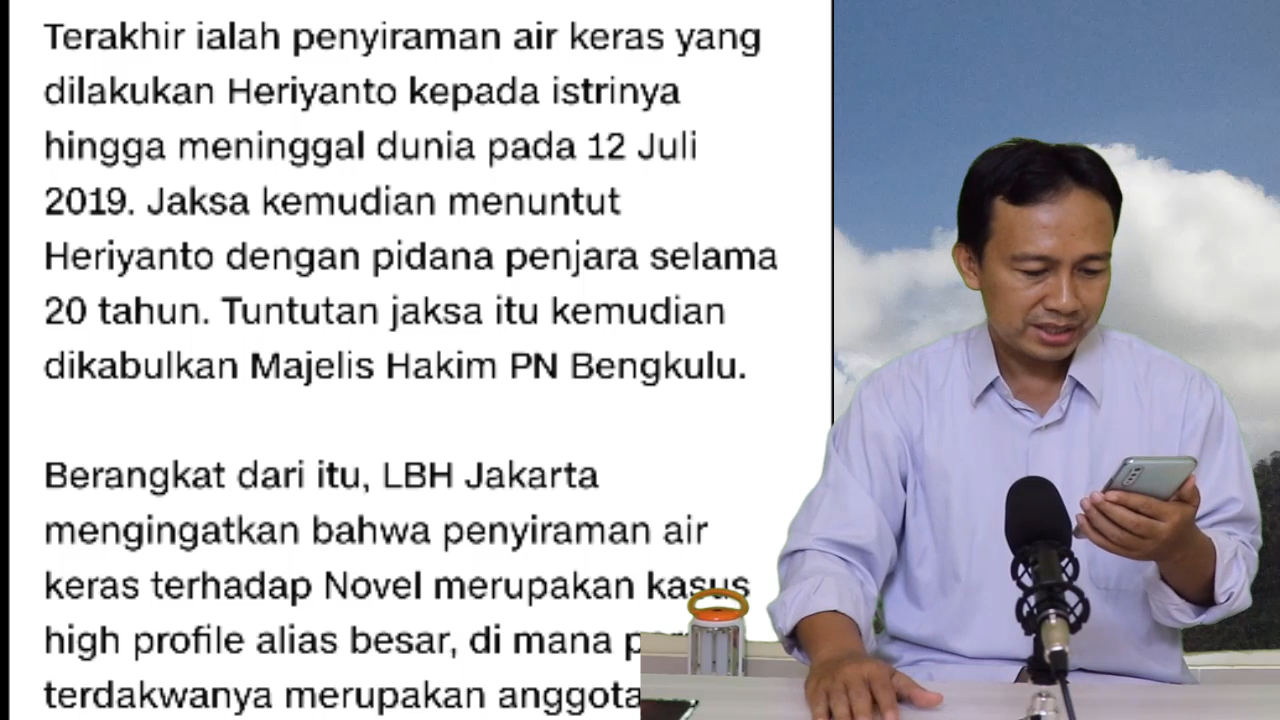 Terakhir ialah penyiraman air keras yang
dilakukan Heriyanto kepada istrinya
hingga meninggal dunia pada 12 Juli
2019. Jaksa kemudian menuntut
Heriyanto dengan pidana penjara selama
20 tahun. Tuntutan jaksa itu kemudian
dikabulkan Majelis Hakim PN Bengkulu.
Berangkat dari itu, LBH Jakarta
mengingatkan bahwa penyiraman air
keras terhadap Novel merupakan kasus
high profile alias besar, di mana
terdakwanya merupakan anggota